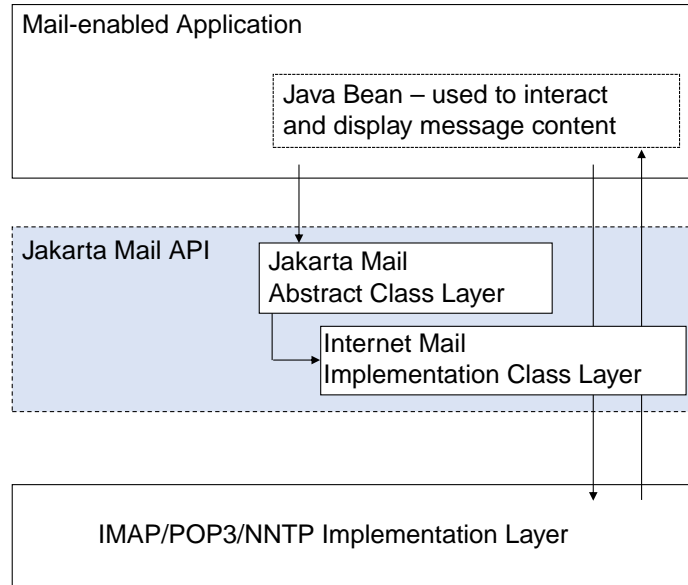 Mail-enabled Application
Java Bean – used to interact
and display message content
Jakarta Mail API
Jakarta Mail
Abstract Class Layer
Internet Mail
Implementation Class Layer
IMAP/POP3/NNTP Implementation Layer